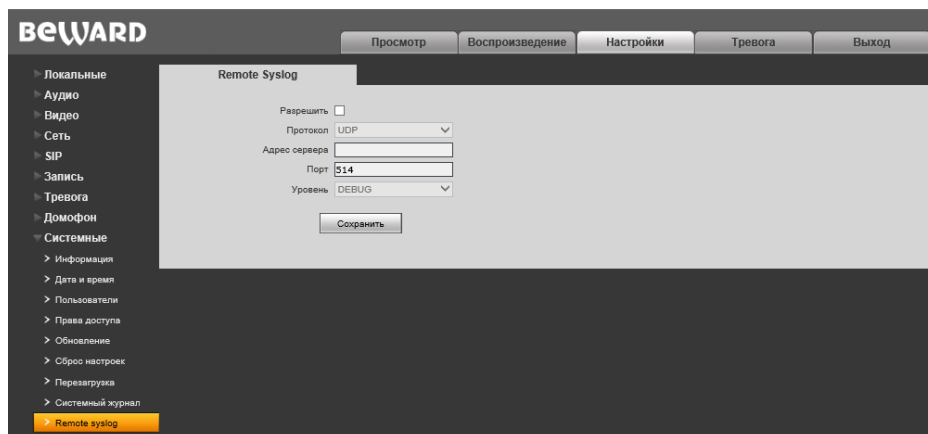 BEWARD
Просмотр Воспроизведение Настройки Тревога Выход
Локальные
Аудио
Видео
Сеть
SIP
Запись
Тревога
Домофон
Системные
Информация
Дата и время
Пользователи
Права доступа
Обновление
Сброс настроек
Перезагрузка
Системный журнал
Remote syslog
Remote Syslog
Разрешить
Протокол UDP
Адрес сервера
Порт 514
Уровень DEBUG
Сохранить